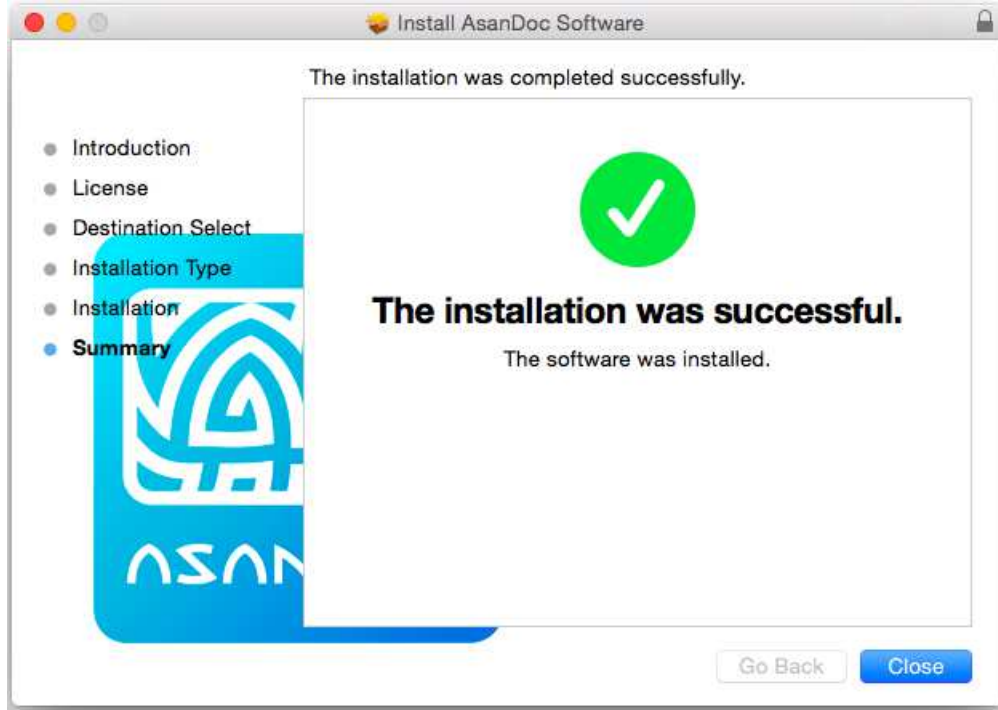 Install AsanDoc Software
The installation was completed successfully.
Introduction
License
Destination Select
Installation Type
Installation
Summary
The installation was successful.
The software was installed.
Go Back
Close